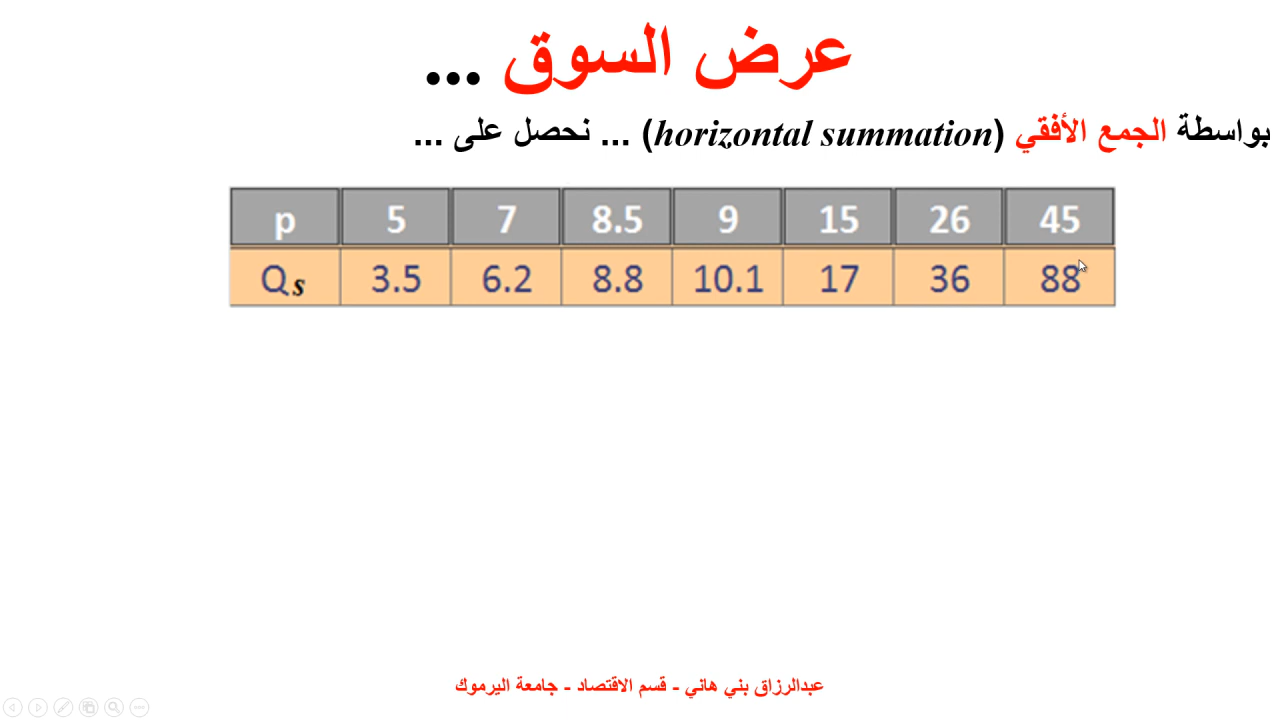 عرض السوق ...
بواسطة الجمع الأفقي (horizontal summation) ... نحصل على ...
p 5 7 8.5 9 15 26 45
Qs 3.5 6.2 8.8 10.1 17 36 88
عبدالرزاق بني هاني - قسم الاقتصاد - جامعة اليرموك